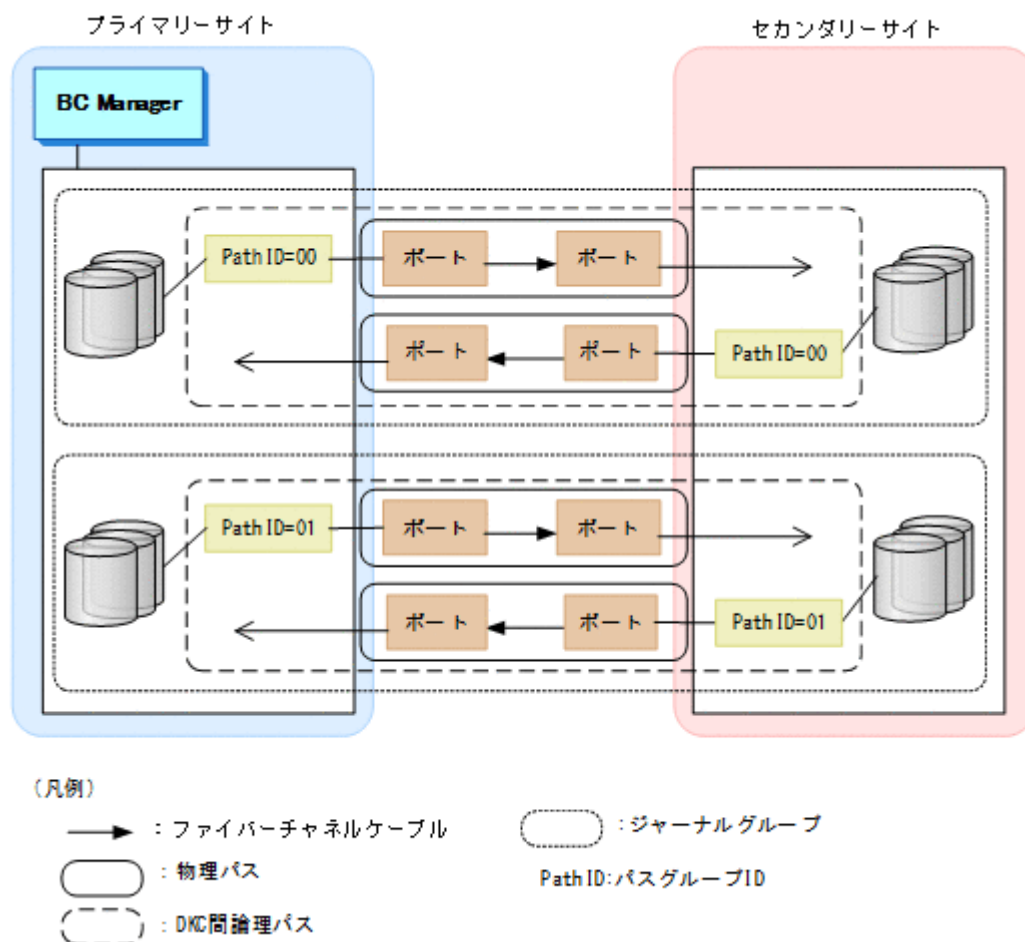 プライマリーサイト
セカンダリーサイト
BC Manager
Path ID=00
ポート
ポート
ポート
ポート
Path ID=00
Path ID=01
ポート
ポート
ポート
ポート
Path ID=01
(凡例)
:ファイバーチャネルケーブル
:ジャーナルグループ
:物理パス
Path ID:パスグループID
:DKC間論理パス